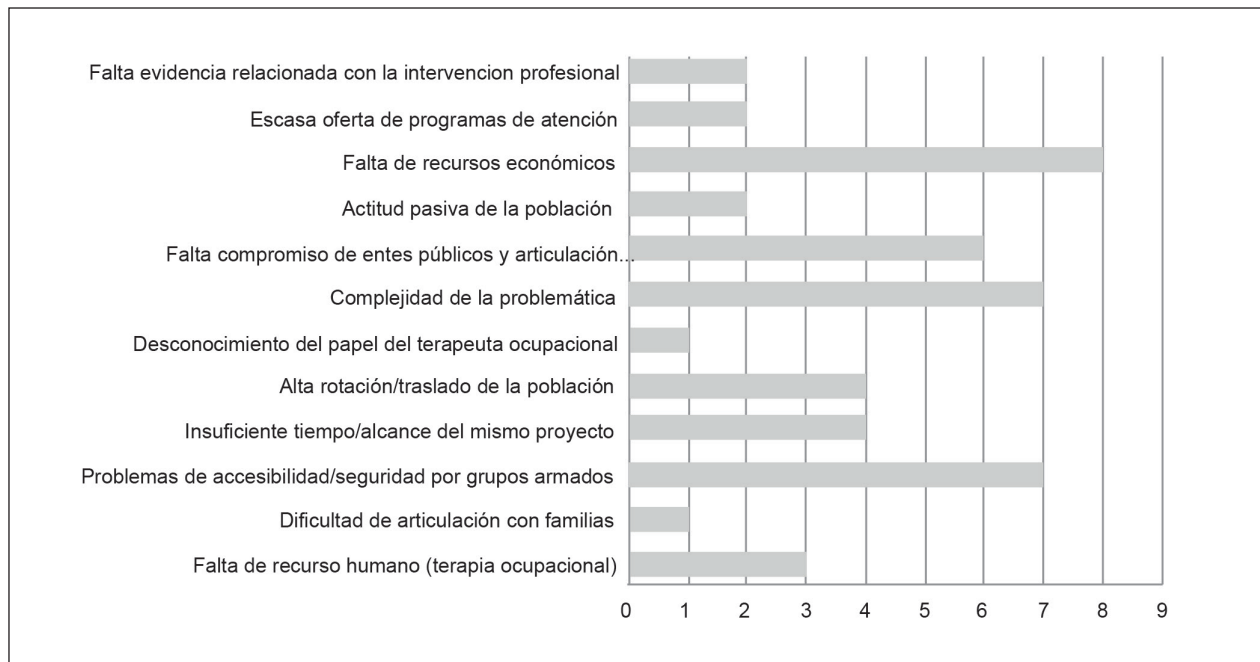 Falta evidencia relacionada con la intervencion profesional
Escasa oferta de programas de atención
Falta de recursos económicos
Actitud pasiva de la población
Falta compromiso de entes públicos y articulación...
Complejidad de la problemática
Desconocimiento del papel del terapeuta ocupacional
Alta rotación/traslado de la población
Insuficiente tiempo/alcance del mismo proyecto
Problemas de accesibilidad/seguridad por grupos armados
Dificultad de articulación con familias
Falta de recurso humano (terapia ocupacional)
0 1 2 3 4 5 6 7 8 9